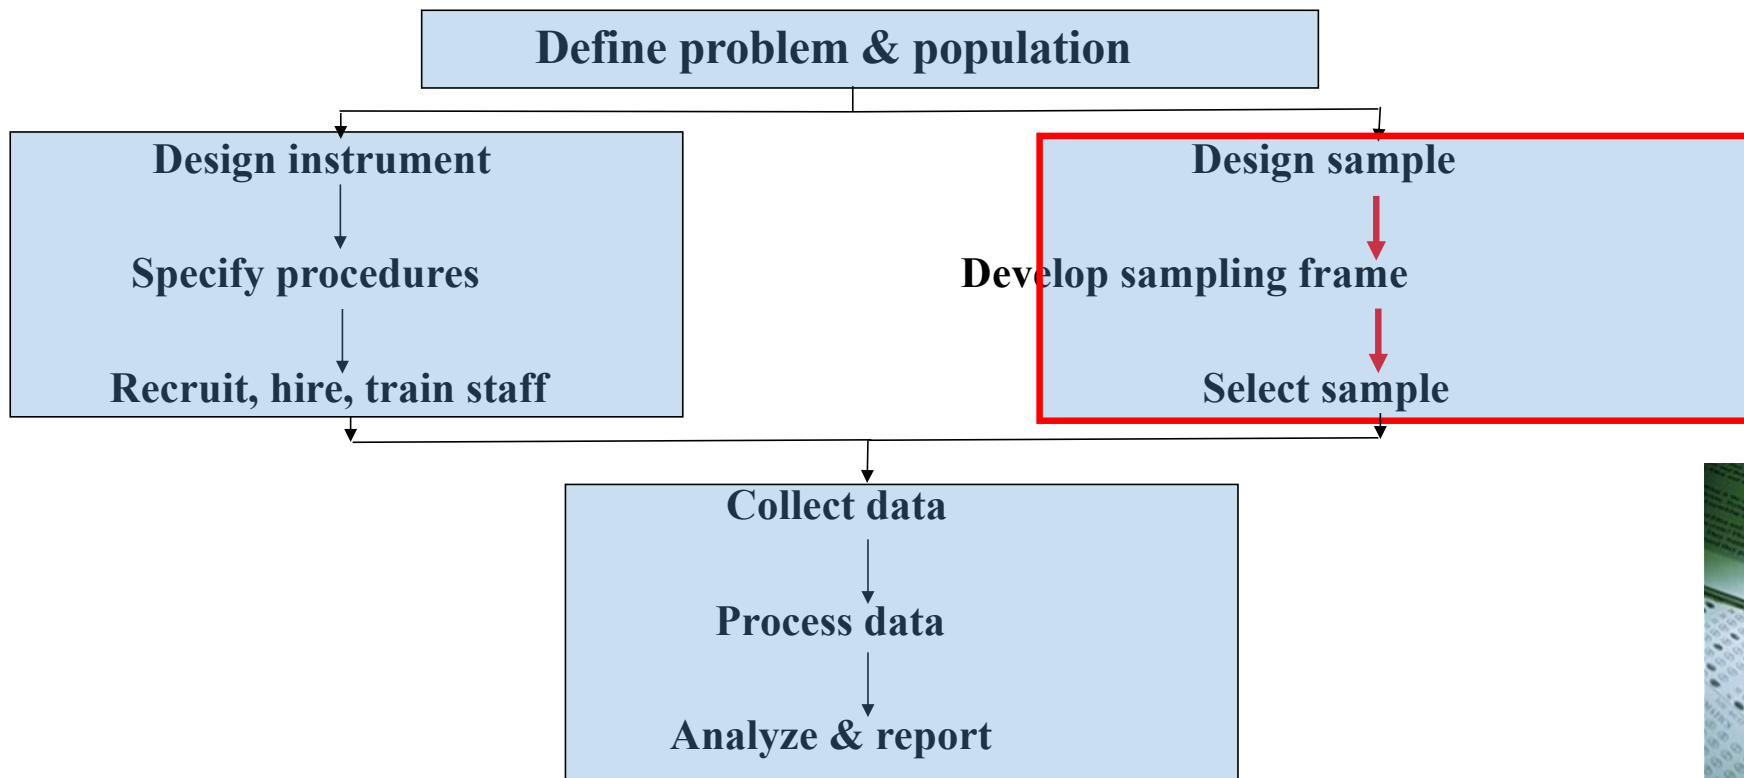 Define problem & population
Design instrument
Specify procedures
Recruit, hire, train staff
Design sample
Develop sampling frame
Select sample
Collect data
Process data
Analyze & report